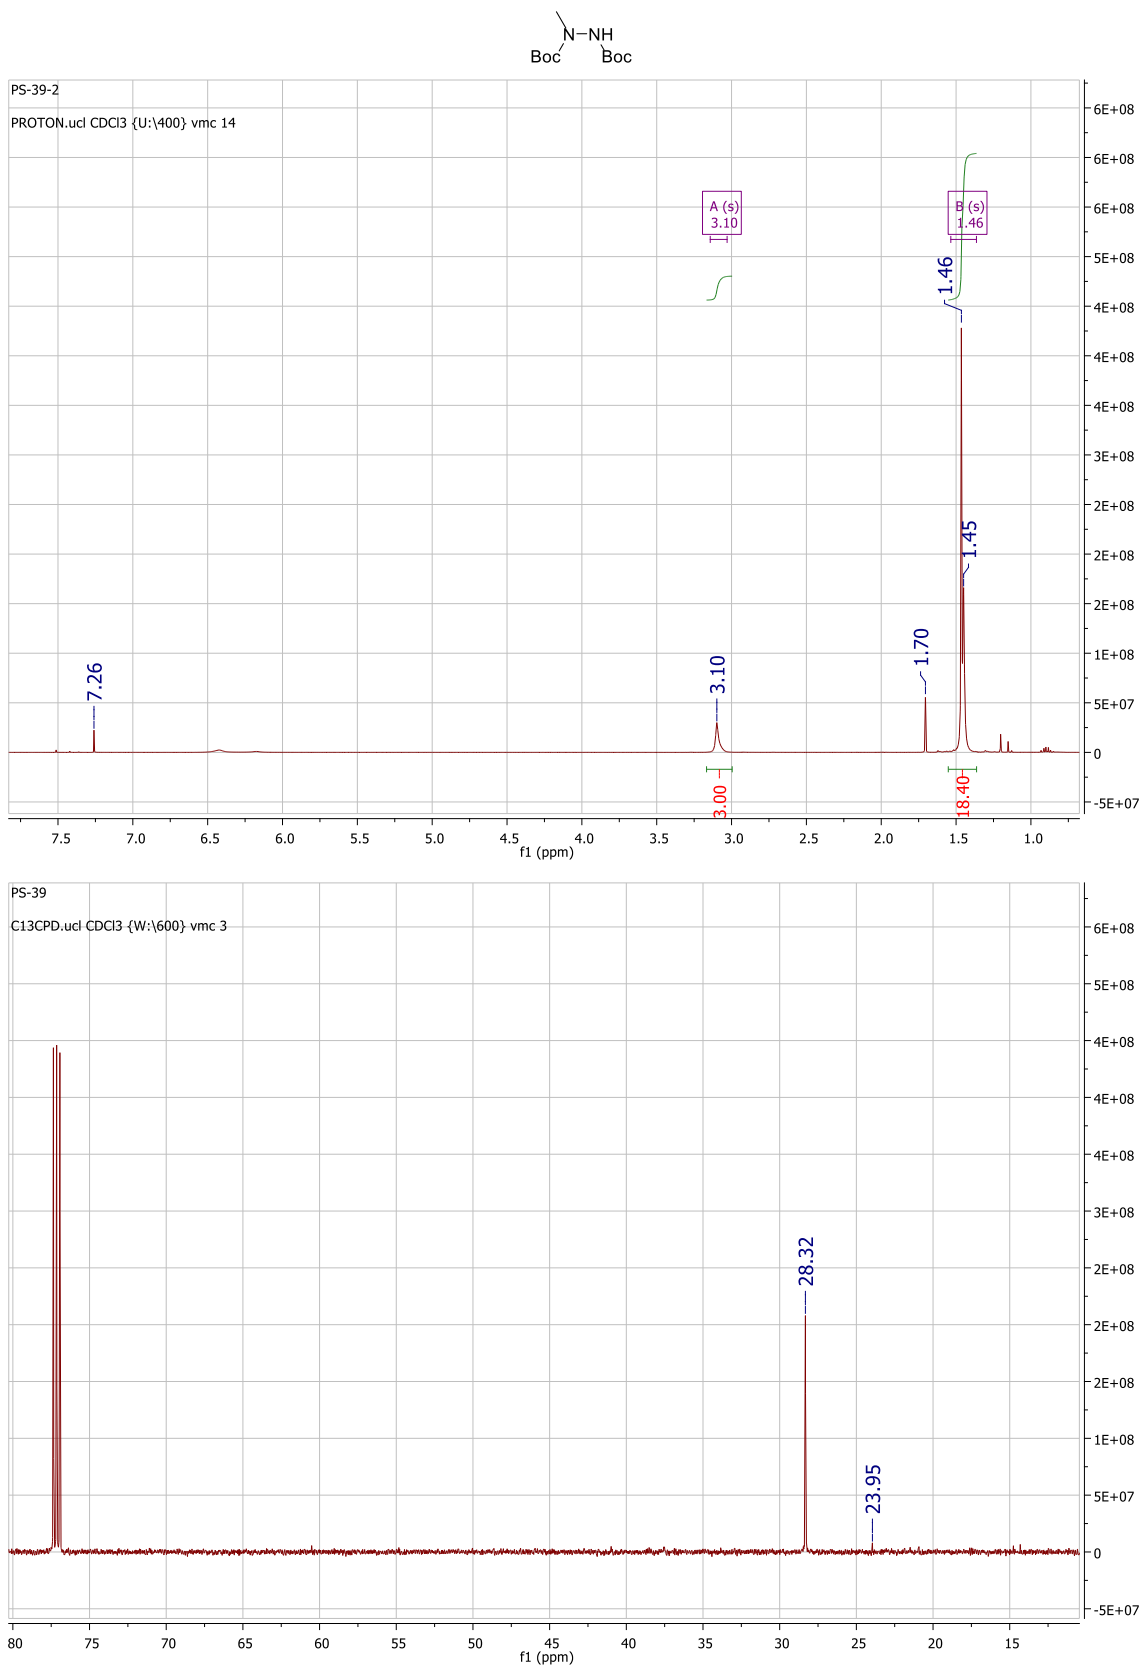 N–NH
Boc Boc
PS-39-2
PROTON.ucl CDCl3 {U:\400} vmc 14
6E+08
6E+08
6E+08
5E+08
4E+08
4E+08
4E+08
3E+08
2E+08
2E+08
2E+08
1E+08
5E+07
0
-5E+07
A (s)
3.10
B (s)
1.46
1.46
1.45
1.70
3.10
7.26
3.00
18.40
7.5 7.0 6.5 6.0 5.5 5.0 4.5 4.0 3.5 3.0 2.5 2.0 1.5 1.0
f1 (ppm)
PS-39
C13CPD.ucl CDCl3 {W:\600} vmc 3
6E+08
5E+08
4E+08
4E+08
4E+08
3E+08
2E+08
2E+08
2E+08
1E+08
5E+07
0
-5E+07
28.32
23.95
80 75 70 65 60 55 50 45 40 35 30 25 20 15
f1 (ppm)